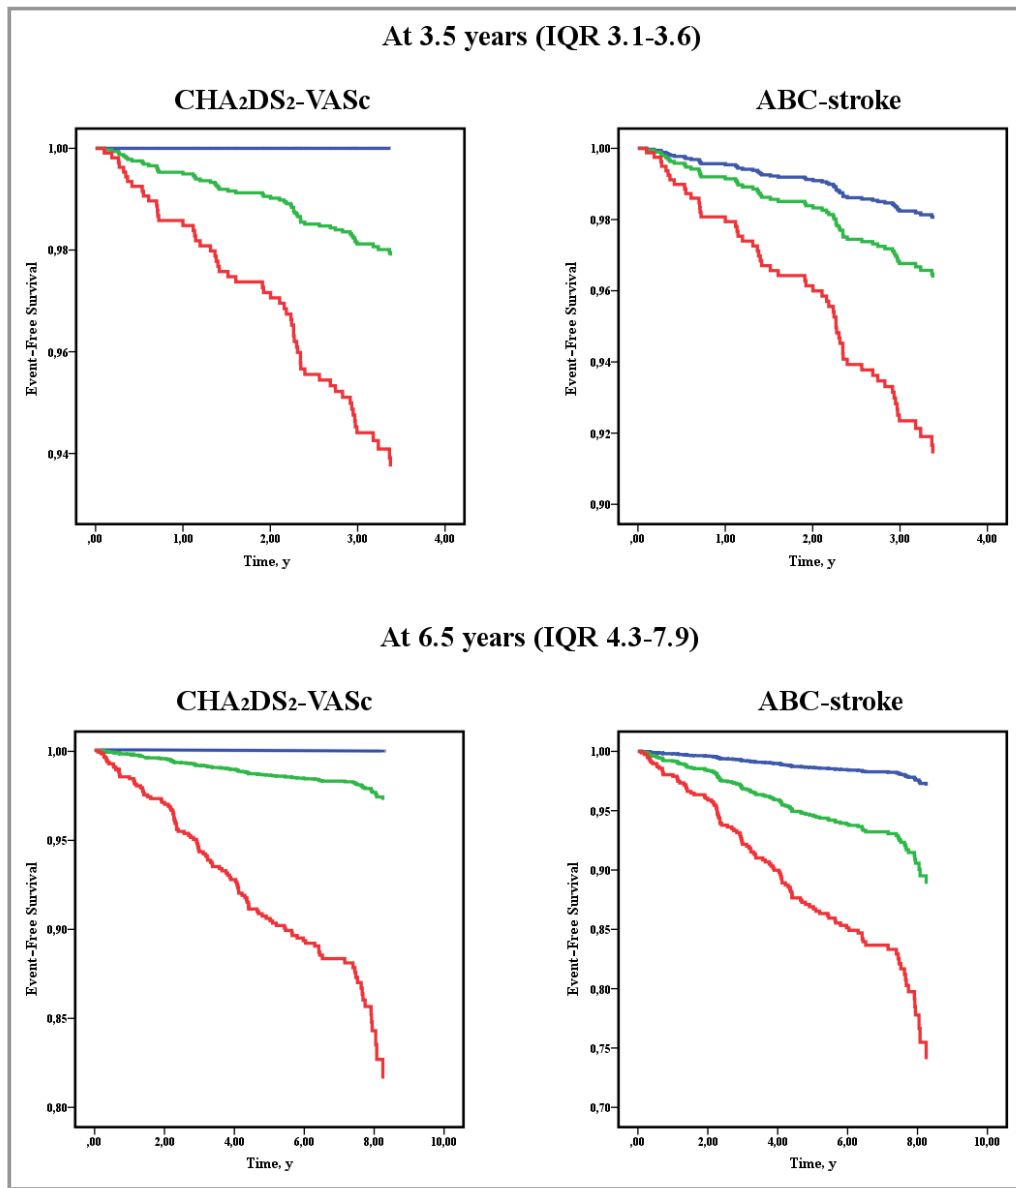 At 3.5 years (IQR 3.1-3.6)
CHA₂DS₂-VASc
ABC-stroke
1,00
0,98
0,96
0,94
Event-Free Survival
,00 1,00 2,00 3,00 4,00
Time, y
1,00
0,98
0,96
0,94
0,92
0,90
Event-Free Survival
,00 1,00 2,00 3,00 4,00
Time, y
At 6.5 years (IQR 4.3-7.9)
CHA₂DS₂-VASc
ABC-stroke
1,00
0,95
0,90
0,85
0,80
Event-Free Survival
,00 2,00 4,00 6,00 8,00 10,00
Time, y
1,00
0,95
0,90
0,85
0,80
0,75
0,70
Event-Free Survival
,00 2,00 4,00 6,00 8,00 10,00
Time, y